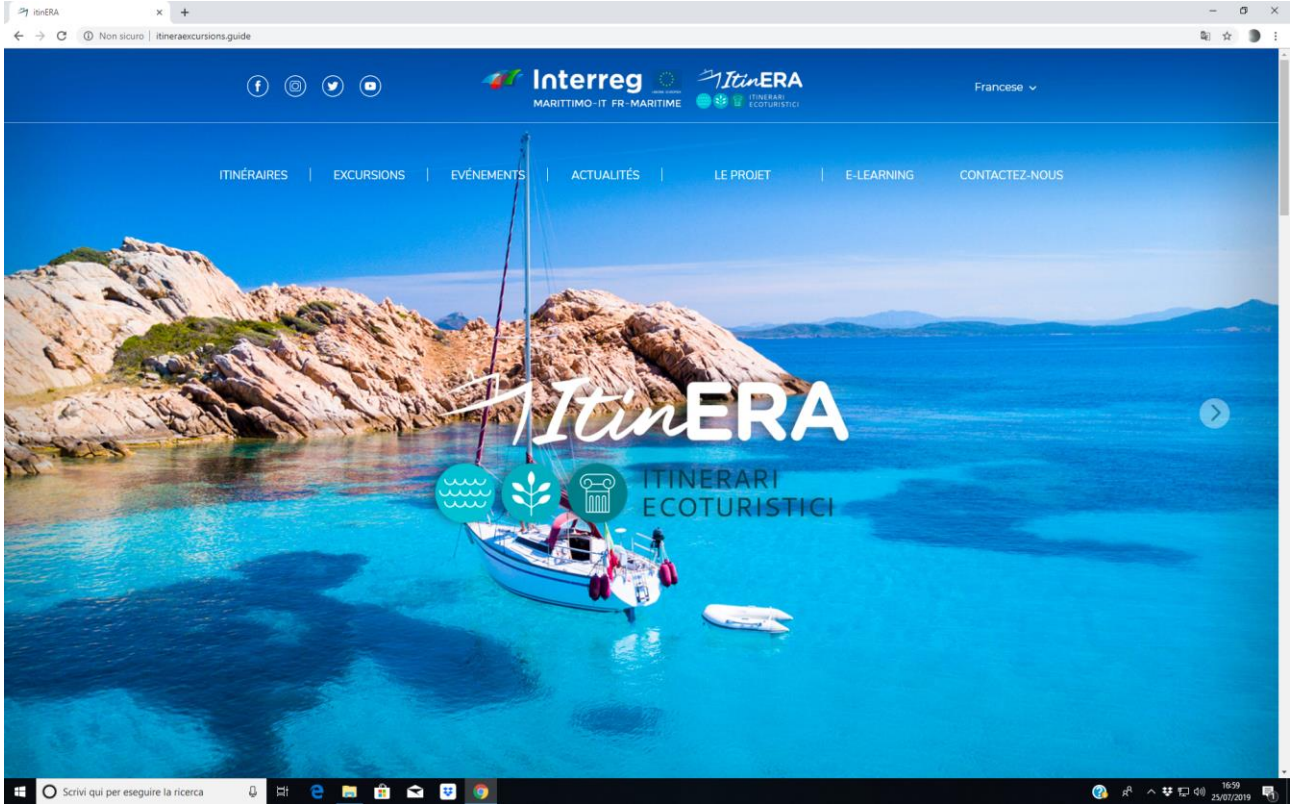 itinERA
Non sicuro | itineraexcursions.guide
Interreg
MARITTIMO-IT FR-MARITIME
ItinERA
ITINERARI
ECOTURISTICI
Francese
ITINÉRAIRES | EXCURSIONS | EVÉNEMENTS | ACTUALITÉS | LE PROJET | E-LEARNING CONTACTEZ-NOUS
ItinERA
ITINERARI
ECOTURISTICI
Scrivi qui per eseguire la ricerca
16:59
25/07/2019